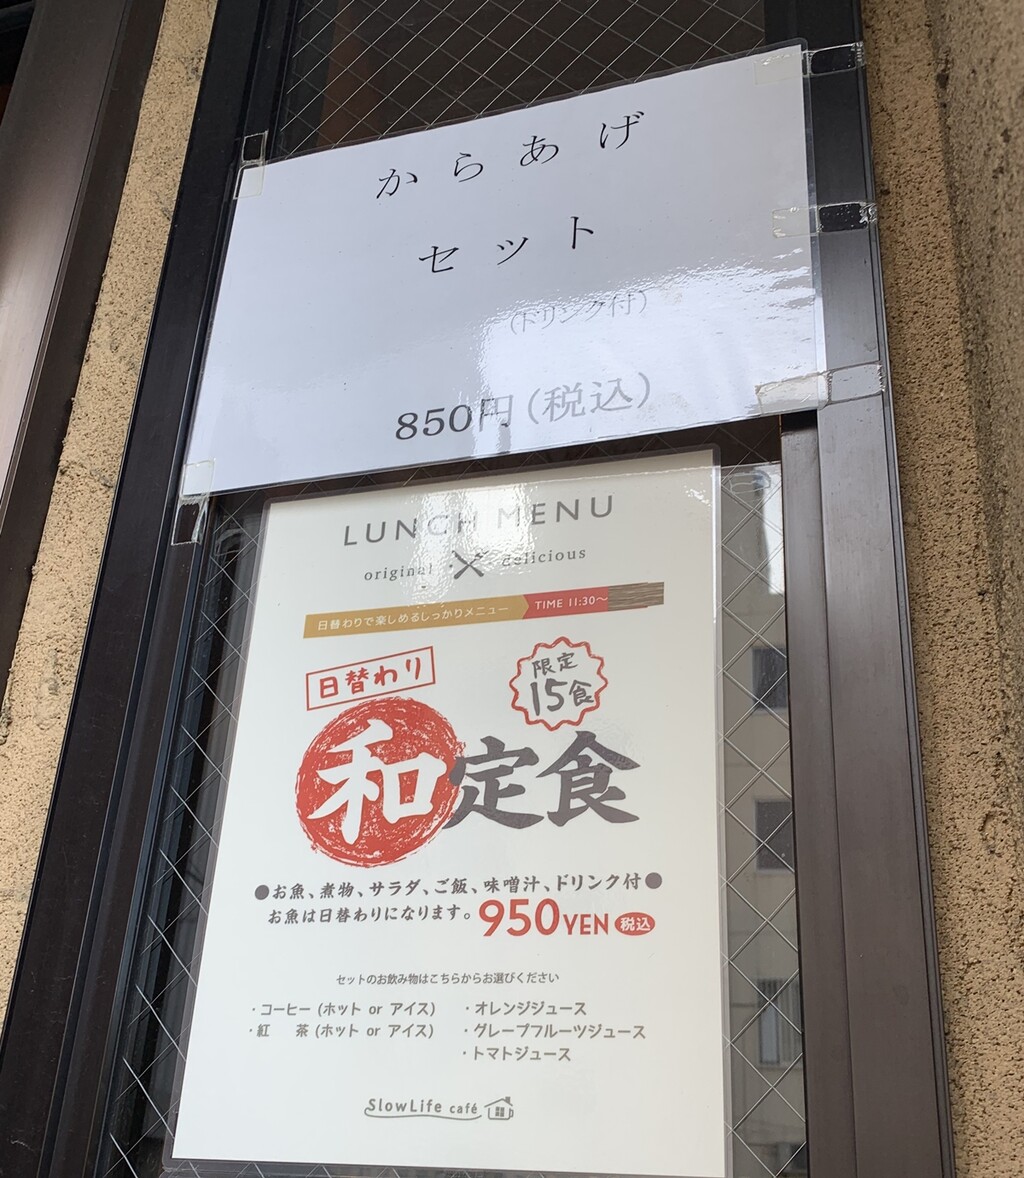 からあげ
セット
(ドリンク付)
850円(税込)
LUNCH MENU
original × delicious
日替わりで楽しめるしっかりメニュー TIME 11:30〜
日替わり
限定
15食
和定食
●お魚、煮物、サラダ、ご飯、味噌汁、ドリンク付●
お魚は日替わりになります。950YEN 税込
セットのお飲み物はこちらからお選びください
・コーヒー (ホット or アイス) ・オレンジジュース
・紅 茶 (ホット or アイス) ・グレープフルーツジュース
・トマトジュース
SlowLife café